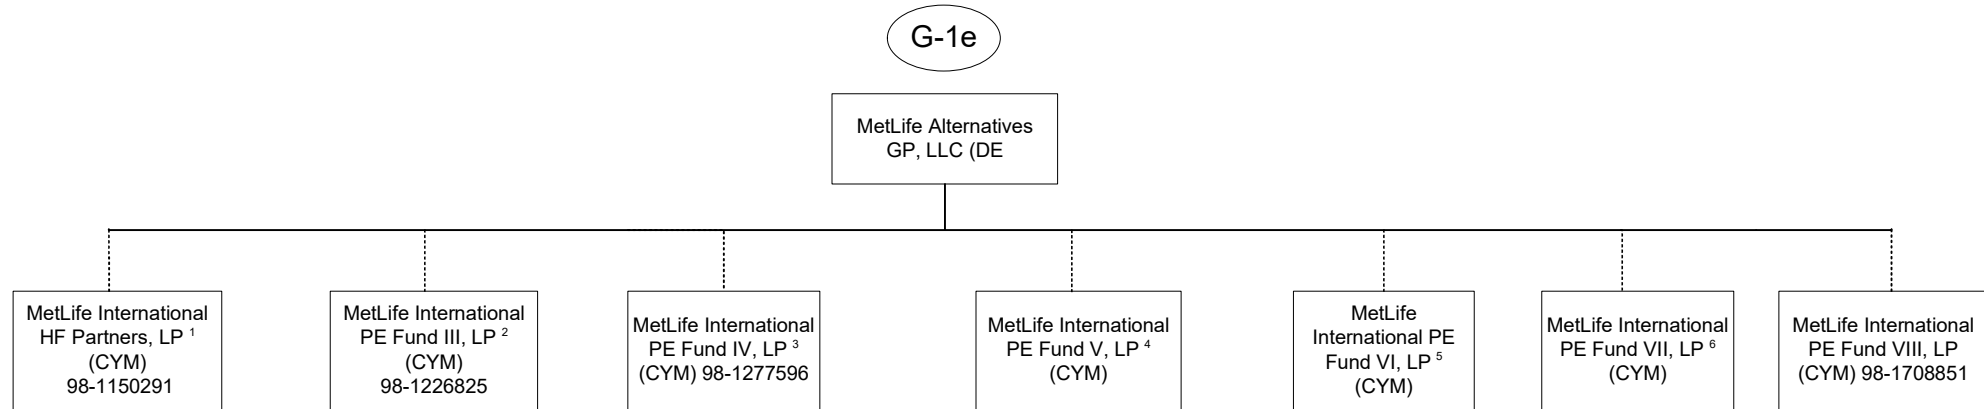 G-1e
MetLife Alternatives
GP, LLC (DE
MetLife International
HF Partners, LP 1
(CYM)
98-1150291
MetLife International
PE Fund III, LP 2
(CYM)
98-1226825
MetLife International
PE Fund IV, LP 3
(CYM) 98-1277596
MetLife International
PE Fund V, LP 4
(CYM)
MetLife
International PE
Fund VI, LP 5
(CYM)
MetLife International
PE Fund VII, LP 6
(CYM)
MetLife International
PE Fund VIII, LP
(CYM) 98-1708851